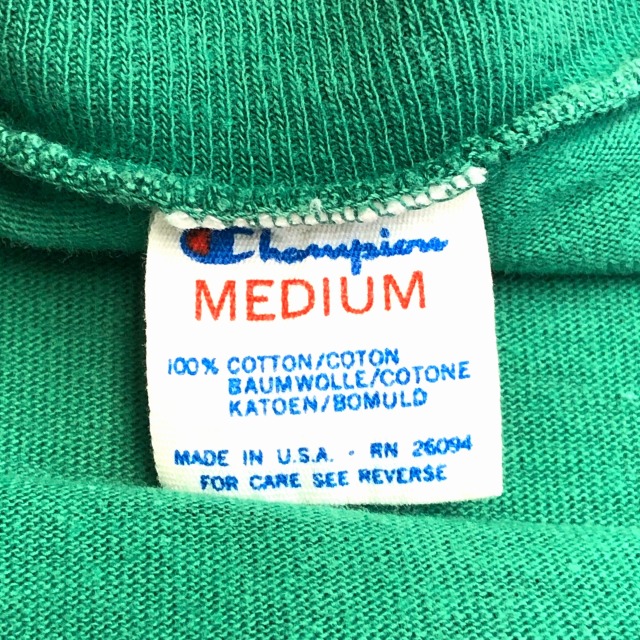 Champion
MEDIUM
100% COTTON/COTON
BAUMWOLLE/COTONE
KATOEN/BOMULD
MADE IN U.S.A. - RN 26094
FOR CARE SEE REVERSE